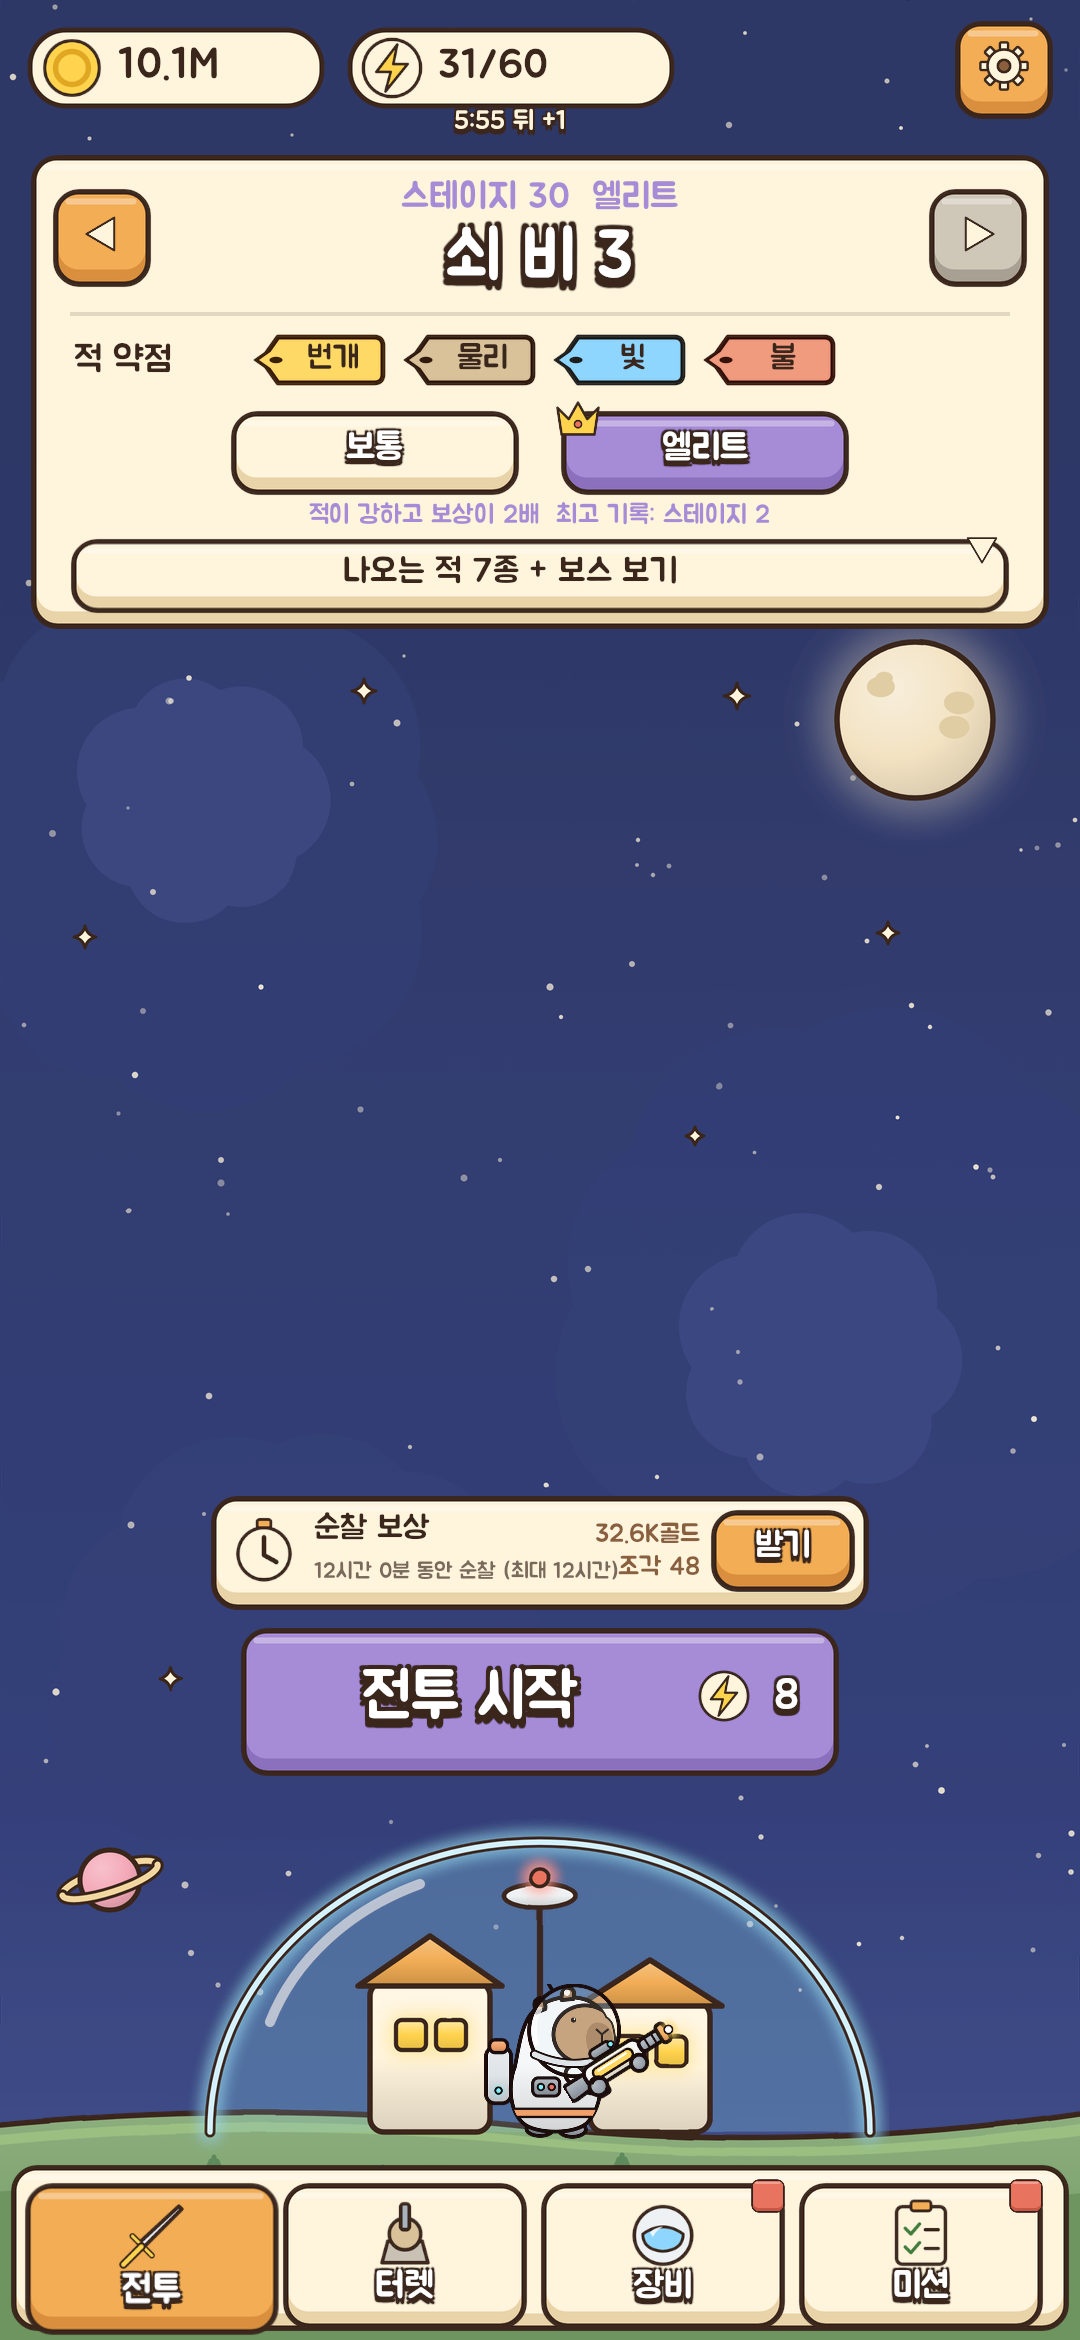 10.1M
31/60
5:55 뒤 +1
스테이지 30 엘리트
쇠 비 3
적 약점
번개
물리
빛
불
보통
엘리트
적이 강하고 보상이 2배 최고 기록: 스테이지 2
나오는 적 7종 + 보스 보기
순찰 보상
32.6K골드
12시간 0분 동안 순찰 (최대 12시간)
조각 48
받기
전투 시작
8
전투
터렛
장비
미션